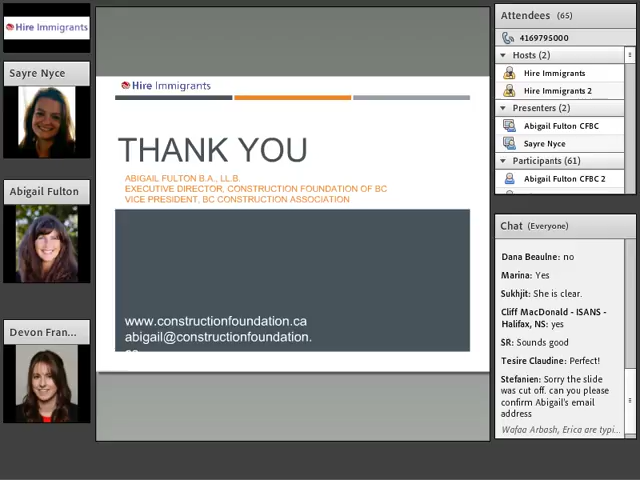 Hire Immigrants
Sayre Nyce
Abigail Fulton
Devon Fran...
Hire Immigrants
THANK YOU
ABIGAIL FULTON B.A., LL.B.
EXECUTIVE DIRECTOR, CONSTRUCTION FOUNDATION OF BC
VICE PRESIDENT, BC CONSTRUCTION ASSOCIATION
www.constructionfoundation.ca
abigail@constructionfoundation.
Attendees (65)
4169795000
Hosts (2)
Hire Immigrants
Hire Immigrants 2
Presenters (2)
Abigail Fulton CFBC
Sayre Nyce
Participants (61)
Abigail Fulton CFBC 2
Chat (Everyone)
Dana Beaulne: no
Marina: Yes
Sukhjit: She is clear.
Cliff MacDonald - ISANS -
Halifax, NS: yes
SR: Sounds good
Tesire Claudine: Perfect!
Stefanien: Sorry the slide
was cut off. can you please
confirm Abigail's email
address
Wafaa Arbash, Erica are typi...